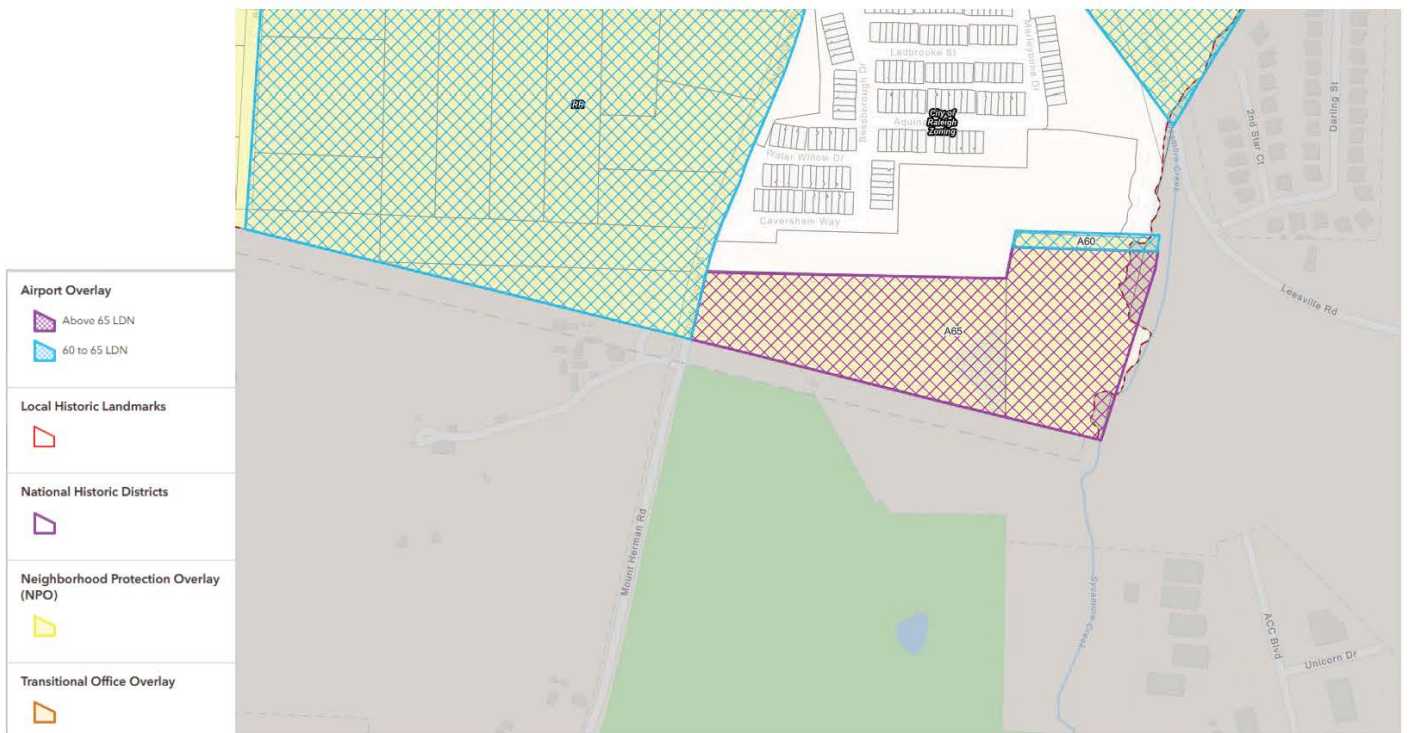 Airport Overlay
Above 65 LDN
60 to 65 LDN
Local Historic Landmarks
National Historic Districts
Neighborhood Protection Overlay
(NPO)
Transitional Office Overlay
Ladbrooke St
Marleybone Dr
Bessborough Dr
City of
Raleigh
Zoning
Water Willow Dr
Caversham Way
2nd Star Ct
Darling St
A60
A65
Leesville Rd
Mount Herman Rd
Sycamore Creek
ACC Blvd
Unicorn Dr